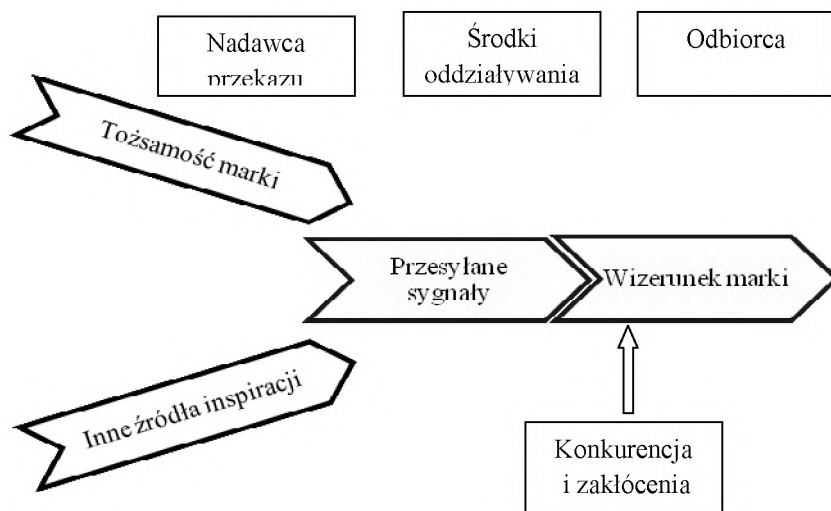 Nadawca
przekazu
Środki
oddziaływania
Odbiorca
Tożsamość marki
Przesyłane
sygnały
Wizerunek marki
Inne źródła inspiracji
Konkurencja
i zakłócenia